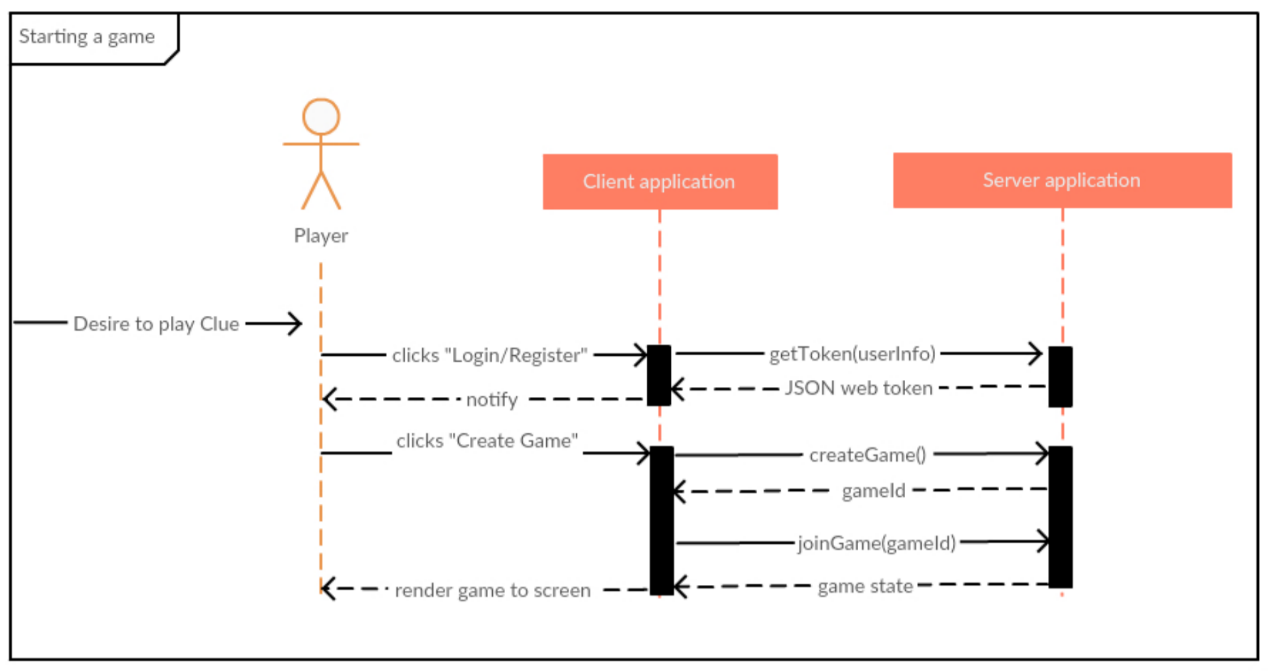 Starting a game
Client application
Server application
Player
Desire to play Clue
clicks "Login/Register"
getToken(userInfo)
JSON web token
notify
clicks "Create Game"
createGame()
gameId
joinGame(gameId)
game state
render game to screen